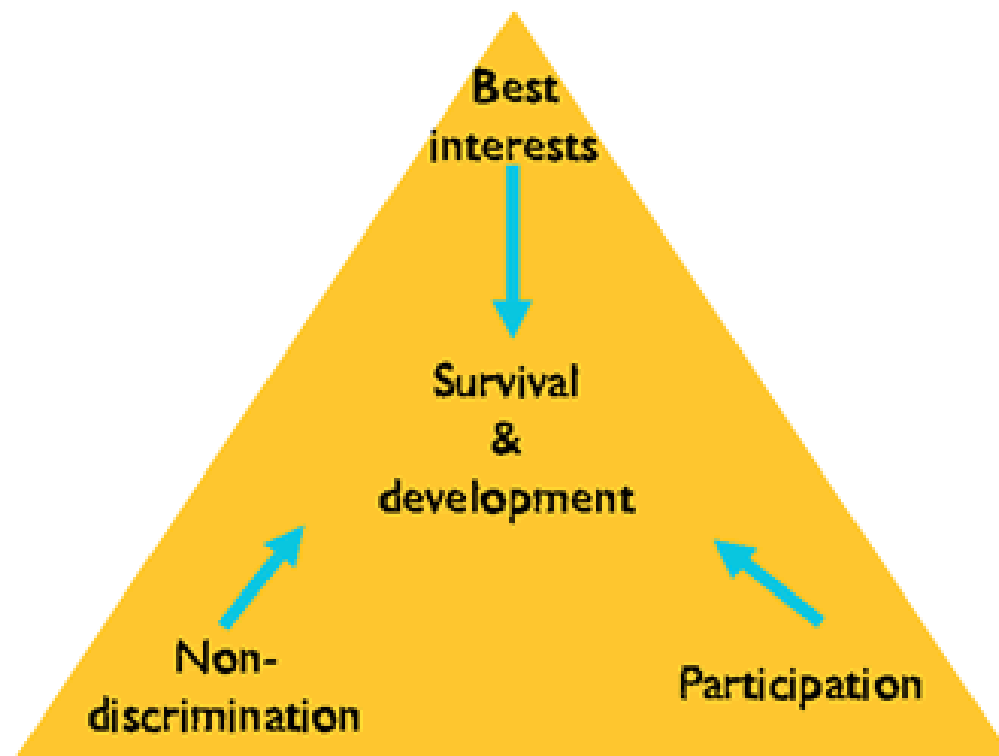 Best
interests
Survival
&
development
Non-
discrimination
Participation